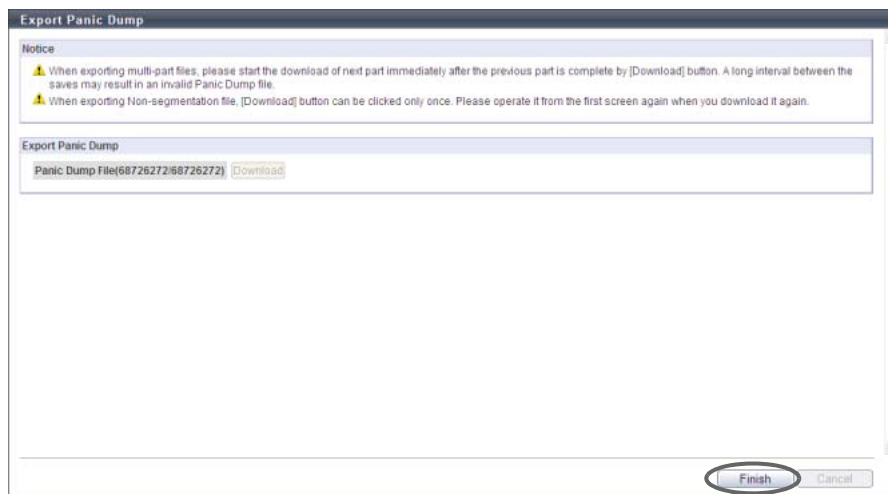 Export Panic Dump
Notice
When exporting multi-part files, please start the download of next part immediately after the previous part is complete by [Download] button. A long interval between the
saves may result in an invalid Panic Dump file.
When exporting Non-segmentation file, [Download] button can be clicked only once. Please operate it from the first screen again when you download it again.
Export Panic Dump
Panic Dump File(68726272/68726272) Download
Finish Cancel